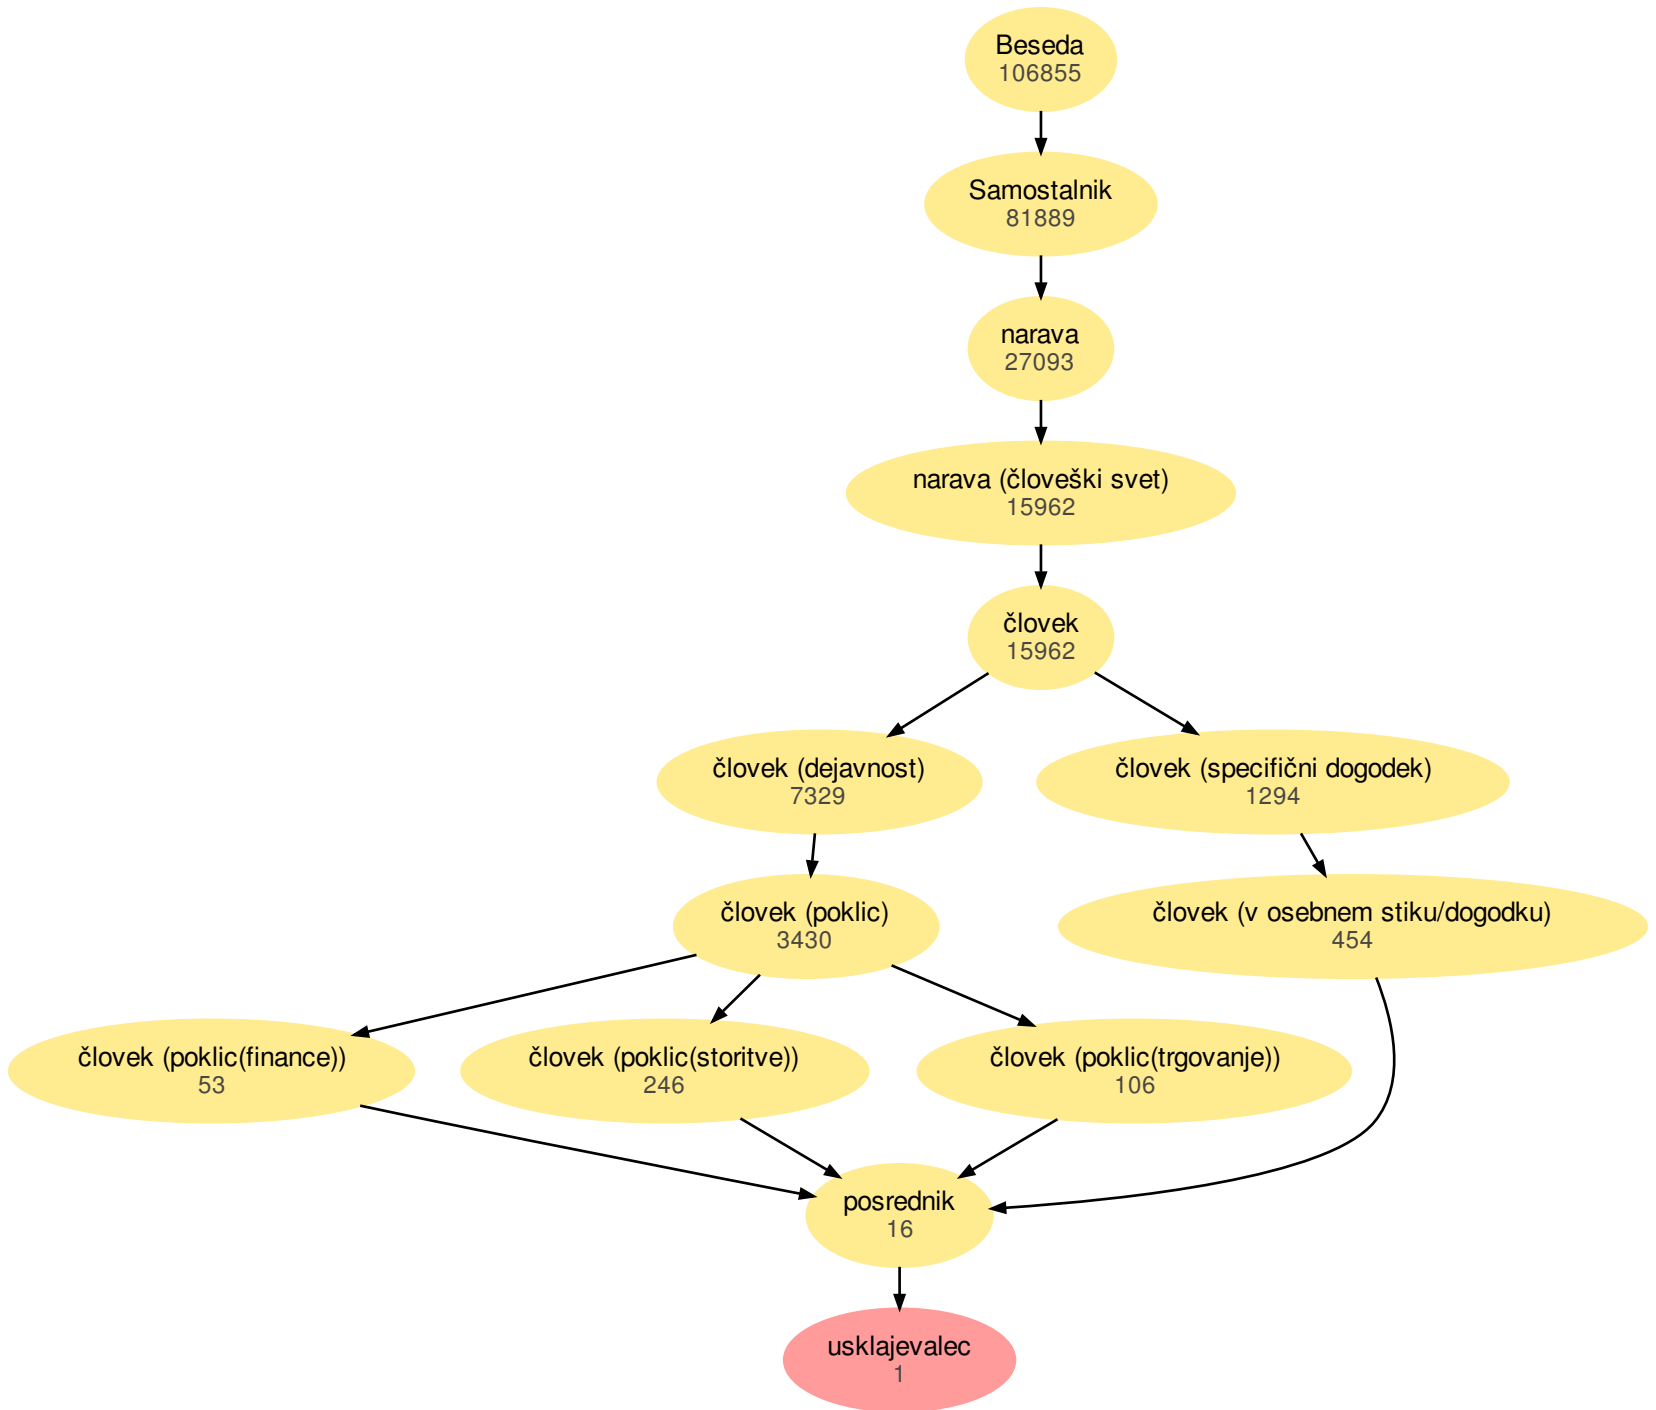 Beseda
106855
Samostalnik
81889
narava
27093
narava (človeški svet)
15962
človek
15962
človek (dejavnost)
7329
človek (specifični dogodek)
1294
človek (poklic)
3430
človek (v osebnem stiku/dogodku)
454
človek (poklic(finance))
53
človek (poklic(storitve))
246
človek (poklic(trgovanje))
106
posrednik
16
usklajevalec
1